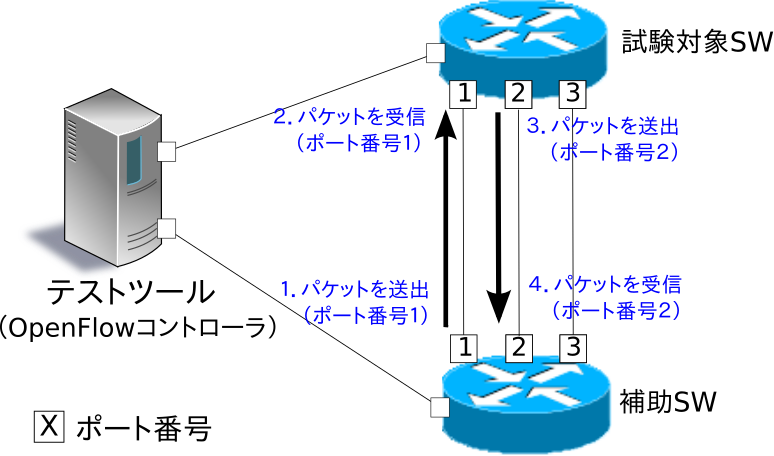 試験対象SW
1 2 3
2. パケットを受信
（ポート番号1）
3. パケットを送出
（ポート番号2）
テストツール
（OpenFlowコントローラ）
1. パケットを送出
（ポート番号1）
4. パケットを受信
（ポート番号2）
1 2 3
補助SW
X ポート番号